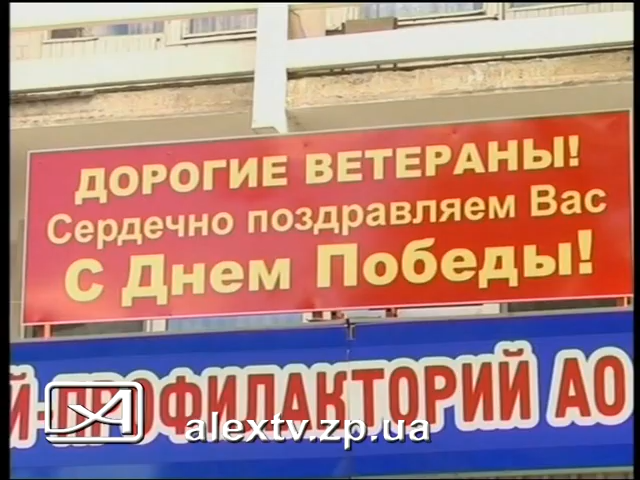 ДОРОГИЕ ВЕТЕРАНЫ!
Сердечно поздравляем Вас
С Днем Победы!
Й-ПРОФИЛАКТОРИЙ АО
alextv.zp.ua